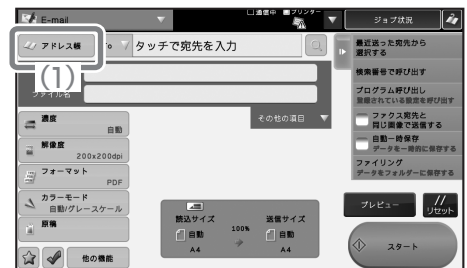 E-mail
通信中
プリンター
ジョブ状況
アドレス帳
To
タッチで宛先を入力
(1)
ファイル名
濃度
自動
解像度
200x200dpi
フォーマット
PDF
カラーモード
自動/グレースケール
原稿
他の機能
その他の項目
読込サイズ
自動
A4
100%
送信サイズ
自動
A4
最近送った宛先から
選択する
検索番号で呼び出す
プログラム呼び出し
登録されている設定を呼び出す
ファクス宛先と
同じ画像で送信する
自動一時保存
データを一時的に保存する
ファイリング
データをフォルダーに保存する
プレビュー
リセット
スタート